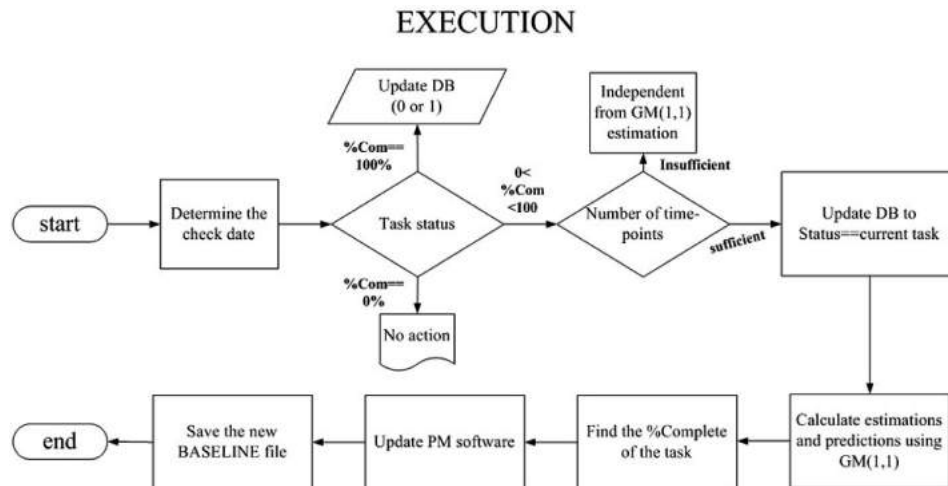 EXECUTION
Update DB
(0 or 1)
Independent
from GM(1,1)
estimation
%Com==
100%
Insufficient
0<
%Com
<100
start
Determine the
check date
Task status
Number of time-
points
sufficient
Update DB to
Status==current task
%Com==
0%
No action
end
Save the new
BASELINE file
Update PM software
Find the %Complete
of the task
Calculate estimations
and predictions using
GM(1,1)